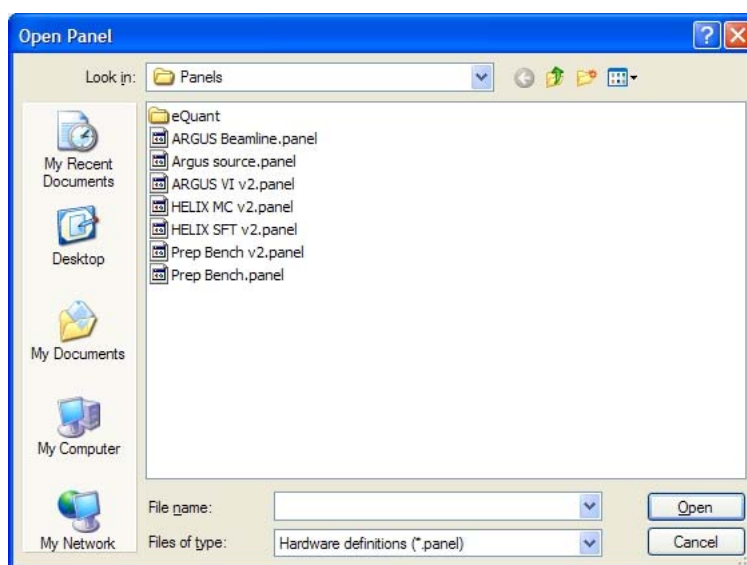 Open Panel
Look in: Panels
eQuant
ARGUS Beamline.panel
Argus source.panel
ARGUS VI v2.panel
HELIX MC v2.panel
HELIX SFT v2.panel
Prep Bench v2.panel
Prep Bench.panel
My Recent
Documents
Desktop
My Documents
My Computer
My Network
File name:
Open
Files of type: Hardware definitions (*.panel)
Cancel